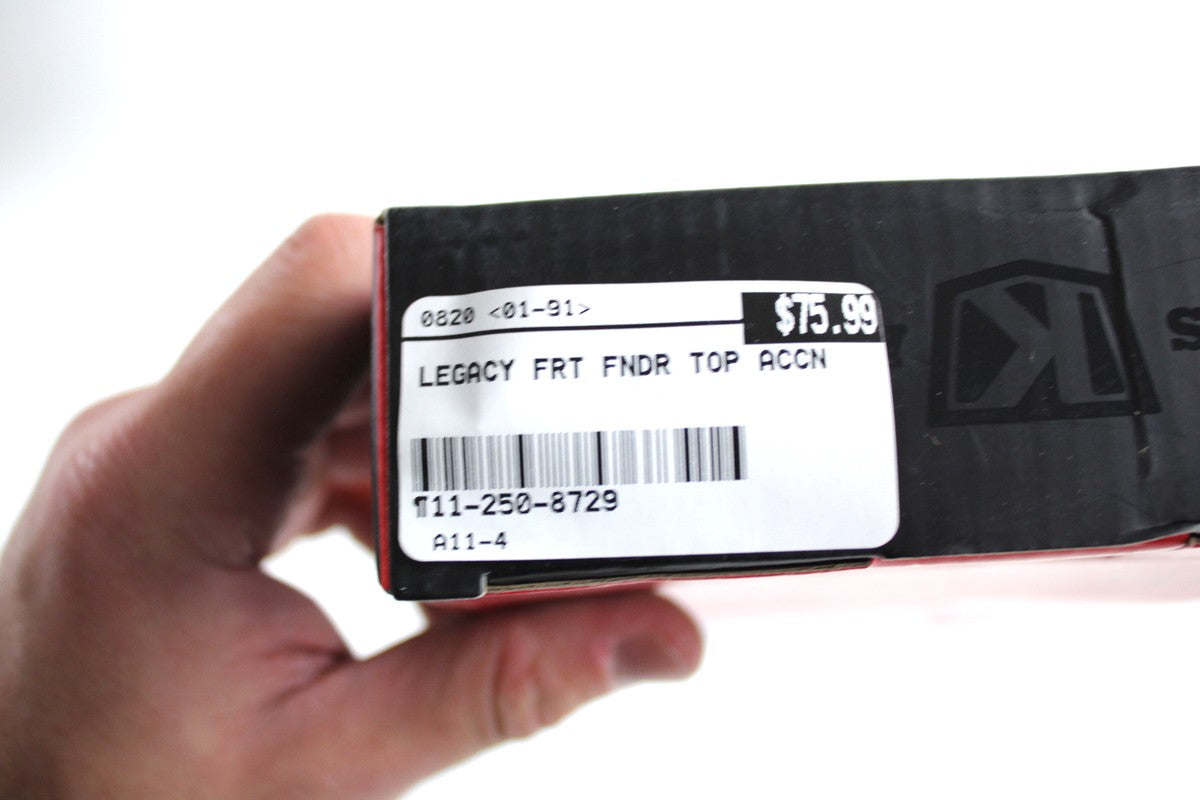 0820 <01-91>
$75.99
LEGACY FRT FNDR TOP ACCN
¶11-250-8729
A11-4
K